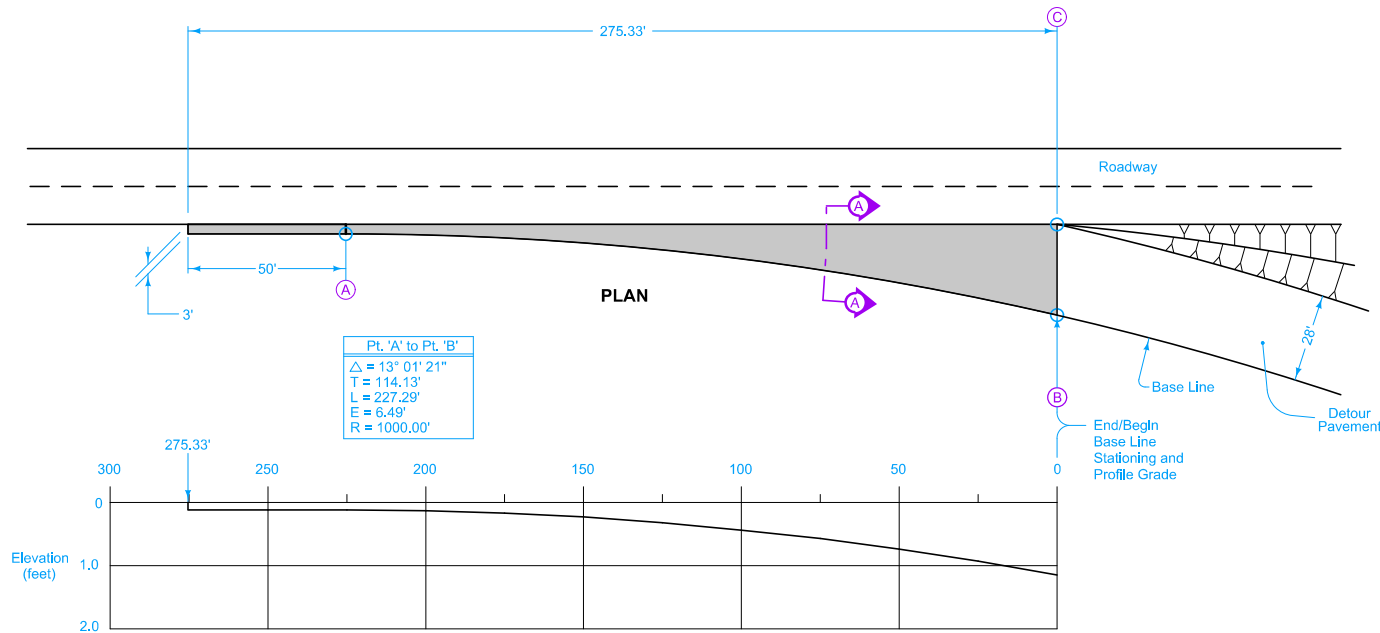 C
275.33'
Roadway
A
50'
A
A
3'
PLAN
28'
Pt. 'A' to Pt. 'B'
△ = 13° 01' 21"
T = 114.13'
L = 227.29'
E = 6.49'
R = 1000.00'
Base Line
B
Detour
Pavement
End/Begin
Base Line
Stationing and
Profile Grade
275.33'
300 250 200 150 100 50 0
0
Elevation
(feet)
1.0
2.0